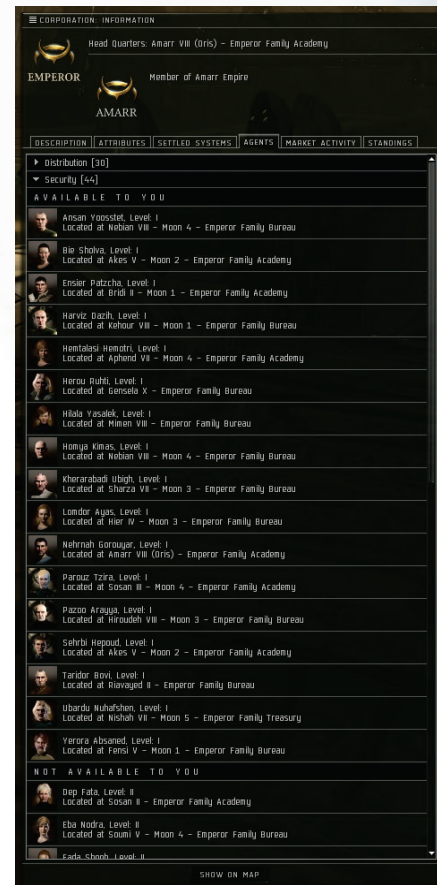 CORPORATION: INFORMATION
Head Quarters: Amarr VIII (Oris) - Emperor Family Academy
EMPEROR
Member of Amarr Empire
AMARR
DESCRIPTION ATTRIBUTES SETTLED SYSTEMS AGENTS MARKET ACTIVITY STANDINGS
Distribution [30]
Security [44]
AVAILABLE TO YOU
Ansan Yoosstet, Level: I
Located at Nebian VIII - Moon 4 - Emperor Family Bureau
Bie Sholva, Level: I
Located at Akes V - Moon 2 - Emperor Family Academy
Ensier Patzcha, Level: I
Located at Bridi II - Moon 1 - Emperor Family Academy
Harviz Dazih, Level: I
Located at Kehour VIII - Moon 1 - Emperor Family Bureau
Hemtalasi Hemotri, Level: I
Located at Aphend VII - Moon 4 - Emperor Family Academy
Herou Ruhti, Level: I
Located at Gensela X - Emperor Family Bureau
Hilala Yasalek, Level: I
Located at Mimen VIII - Emperor Family Bureau
Homya Kimas, Level: I
Located at Nebian VIII - Moon 4 - Emperor Family Bureau
Kherarabadi Ubigh, Level: I
Located at Sharza VII - Moon 3 - Emperor Family Bureau
Lomdor Ayas, Level: I
Located at Hier IV - Moon 3 - Emperor Family Bureau
Nehrnah Gorouyar, Level: I
Located at Amarr VIII (Oris) - Emperor Family Academy
Parouz Tzira, Level: I
Located at Sosan III - Moon 4 - Emperor Family Academy
Pazoo Arayya, Level: I
Located at Hiroudeh VIII - Moon 3 - Emperor Family Bureau
Sehrbi Hepoud, Level: I
Located at Akes V - Moon 2 - Emperor Family Academy
Taridor Bovi, Level: I
Located at Riavayed II - Emperor Family Bureau
Ubardu Nuhafshen, Level: I
Located at Nishah VII - Moon 5 - Emperor Family Treasury
Yerora Absaned, Level: I
Located at Fensi V - Moon 1 - Emperor Family Bureau
NOT AVAILABLE TO YOU
Dep Fata, Level: II
Located at Sosan II - Emperor Family Academy
Eba Nodra, Level: II
Located at Soumi V - Moon 4 - Emperor Family Bureau
Level: II
SHOW ON MAP